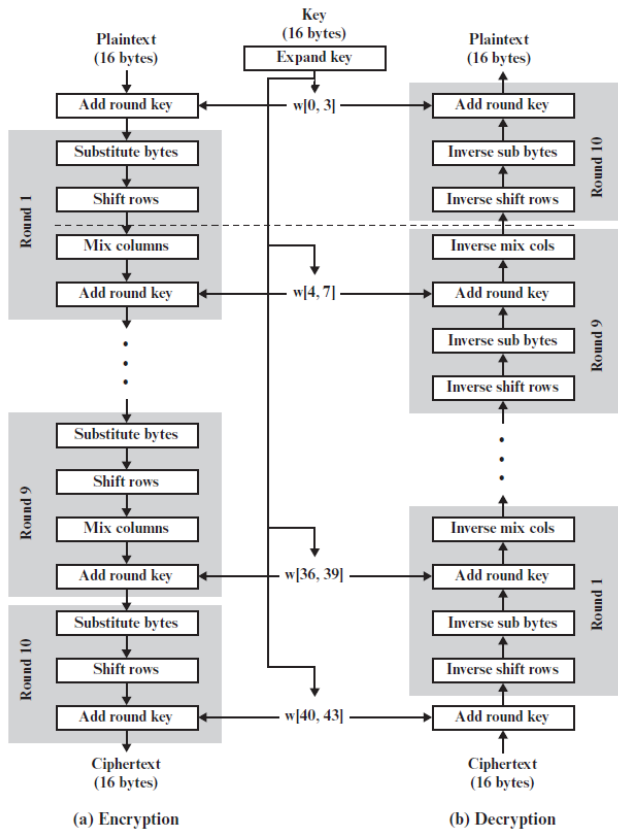 Key
(16 bytes)
Expand key
Plaintext
(16 bytes)
Add round key
Round 1
Substitute bytes
Shift rows
Mix columns
Add round key
Round 9
Substitute bytes
Shift rows
Mix columns
Add round key
Round 10
Substitute bytes
Shift rows
Add round key
Ciphertext
(16 bytes)
(a) Encryption
w[0, 3]
w[4, 7]
w[36, 39]
w[40, 43]
Plaintext
(16 bytes)
Add round key
Inverse sub bytes
Inverse shift rows
Round 10
Inverse mix cols
Add round key
Inverse sub bytes
Inverse shift rows
Round 9
Inverse mix cols
Add round key
Inverse sub bytes
Inverse shift rows
Round 1
Add round key
Ciphertext
(16 bytes)
(b) Decryption